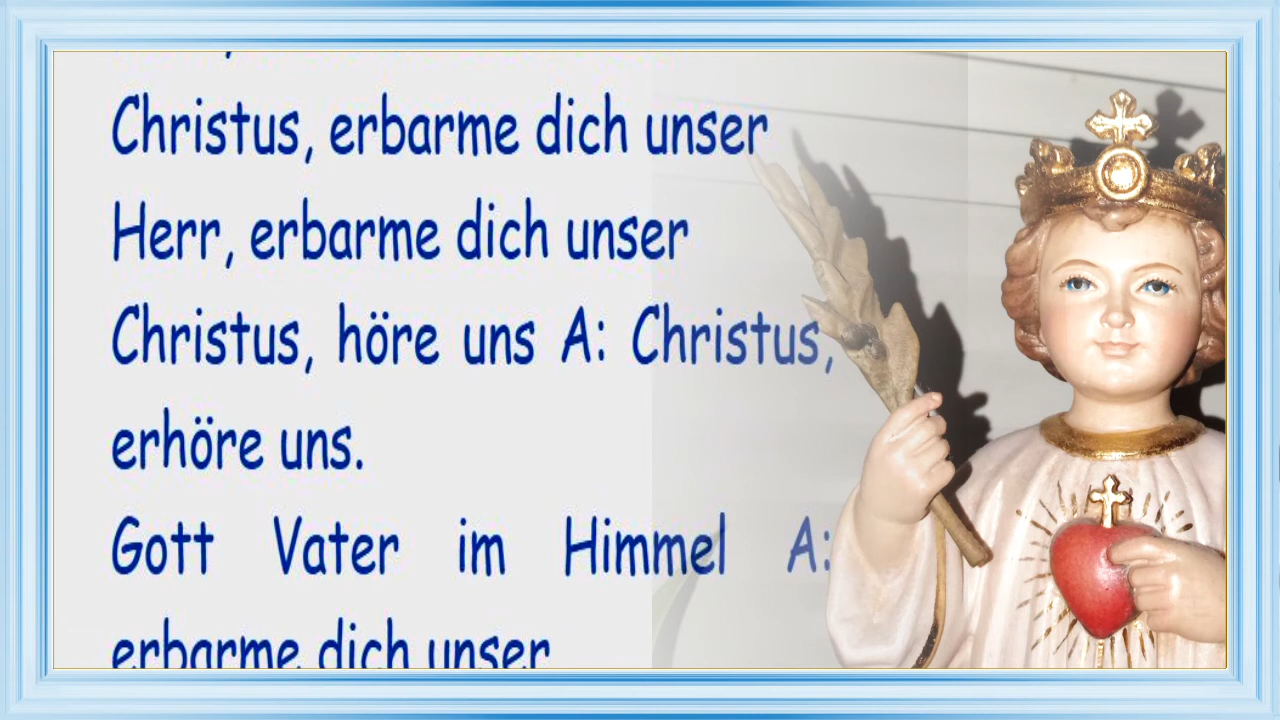 Christus, erbarme dich unser
Herr, erbarme dich unser
Christus, höre uns A: Christus,
erhöre uns.
Gott Vater im Himmel A:
erbarme dich unser